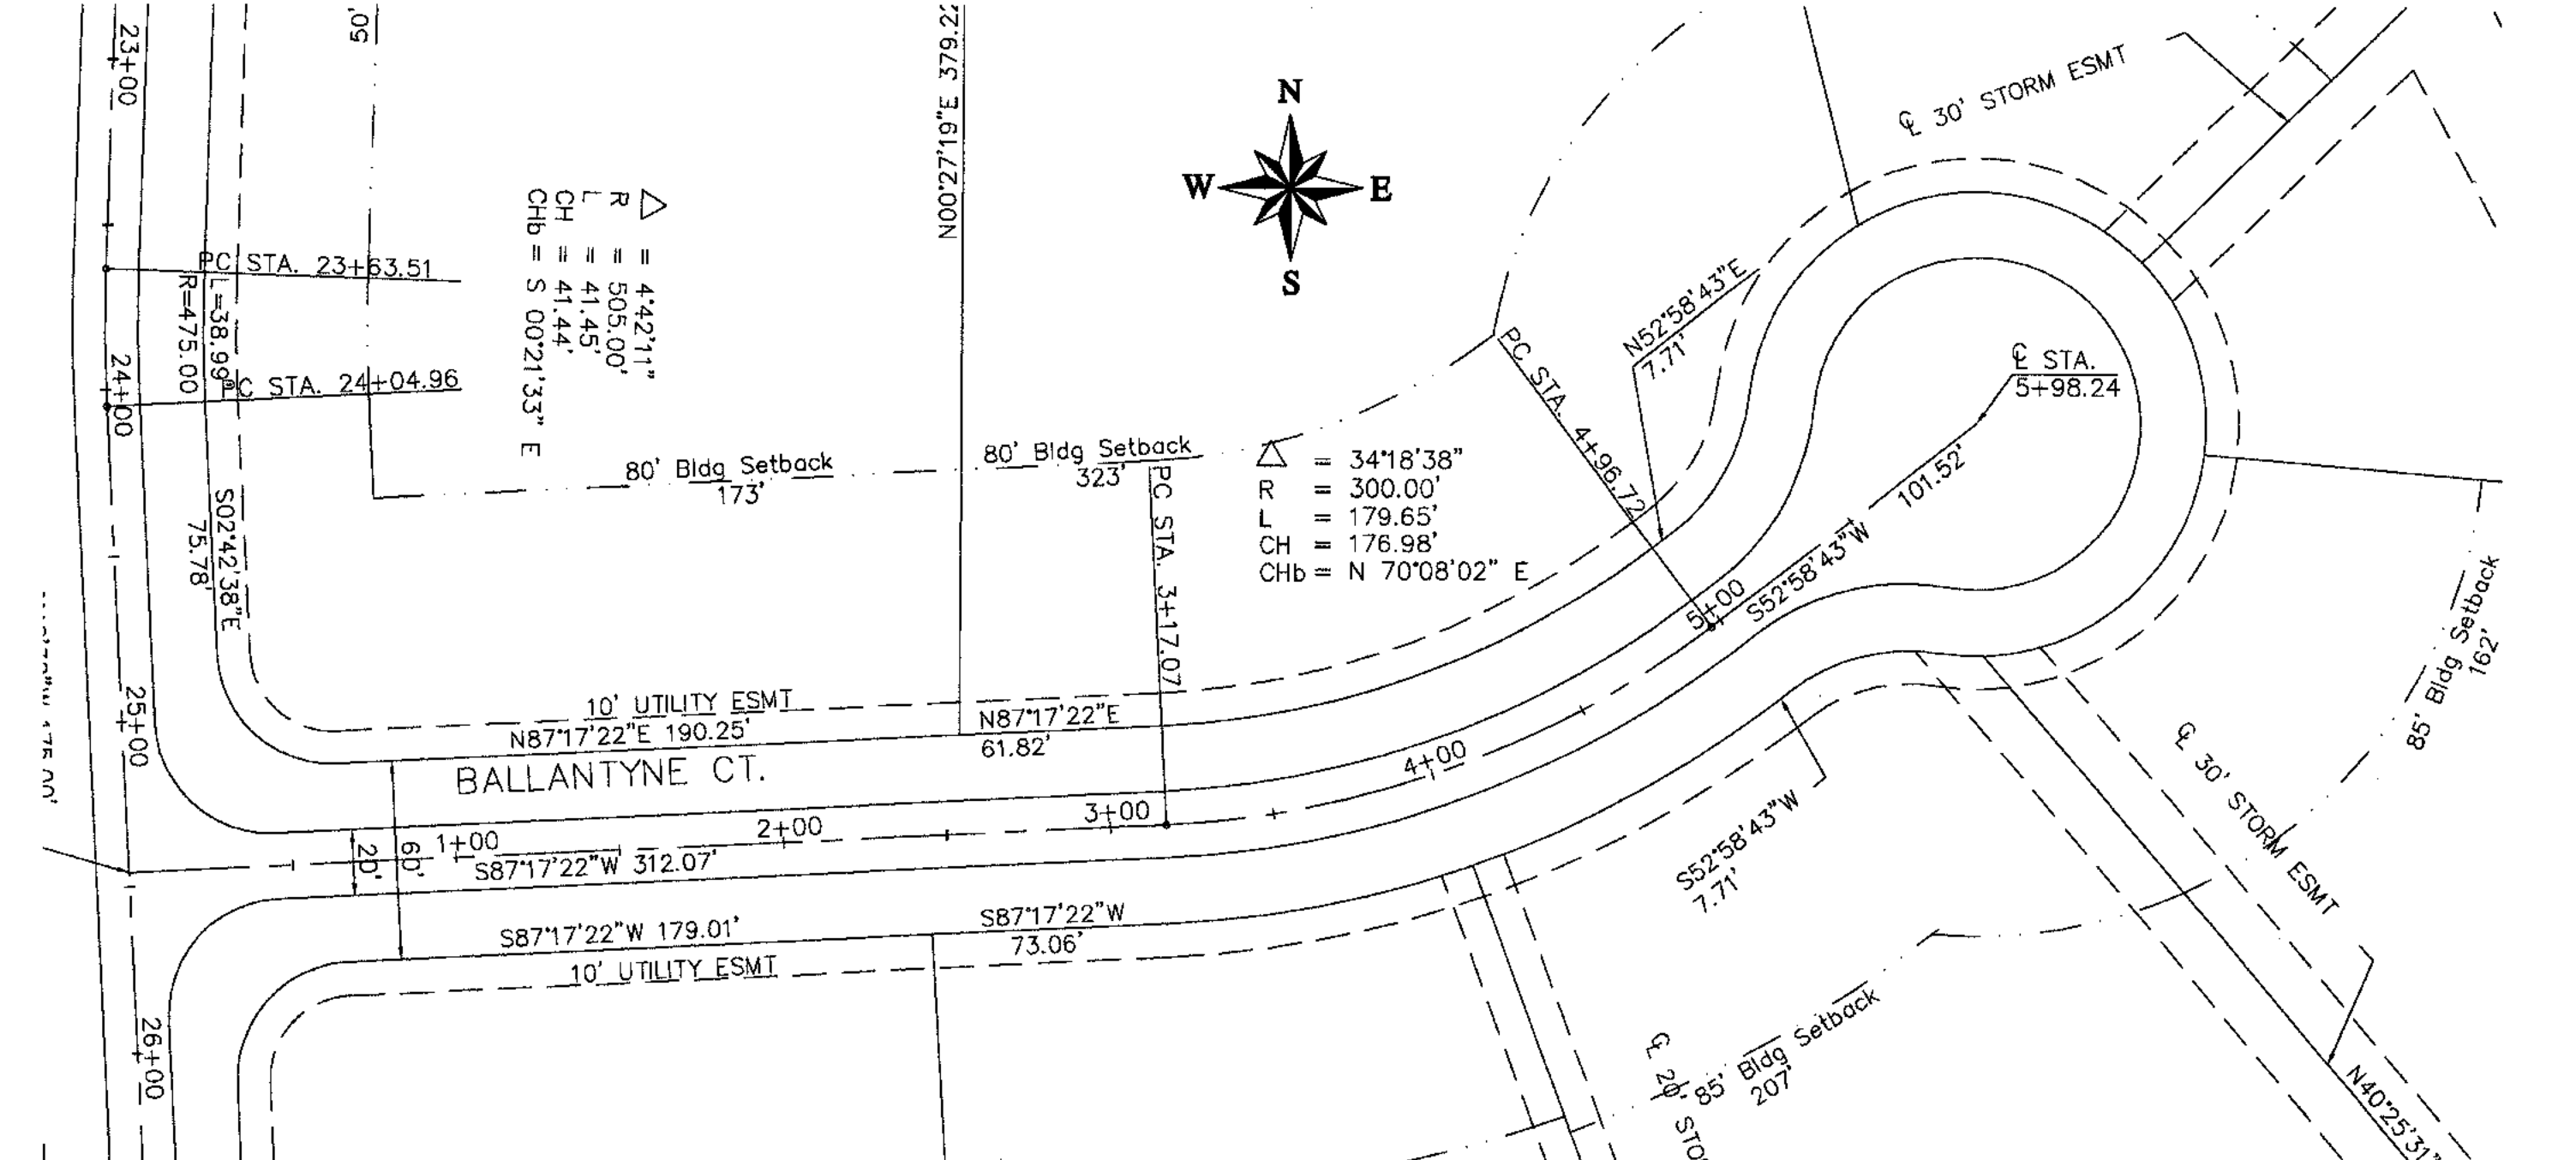 23+00
50'
N00°27'19"E 379.22
N
W E
S
℄ 30' STORM ESMT
△ = 4°42'11"
R = 505.00'
L = 41.45'
CH = 41.44'
CHb = S 00°21'33" E
PC STA. 23+63.51
L=38.99'
R=475.00
24+00
PC STA. 24+04.96
S02°42'38"E
75.78'
80' Bldg Setback
173'
80' Bldg Setback
323'
PC STA. 3+17.07
△ = 34°18'38"
R = 300.00'
L = 179.65'
CH = 176.98'
CHb = N 70°08'02" E
PC STA. 4+96.72
N52°58'43"E
7.71'
℄ STA.
5+98.24
101.52'
S52°58'43"W
5+00
85' Bldg Setback
162'
25+00
10' UTILITY ESMT
N87°17'22"E 190.25'
N87°17'22"E
61.82'
BALLANTYNE CT.
4+00
3+00
2+00
1+00
20'
60'
S87°17'22"W 312.07'
S52°58'43"W
7.71'
℄ 30' STORM ESMT
S87°17'22"W 179.01'
S87°17'22"W
73.06'
10' UTILITY ESMT
26+00
85' Bldg Setback
207'
℄ 20' STO
N40°25'31"